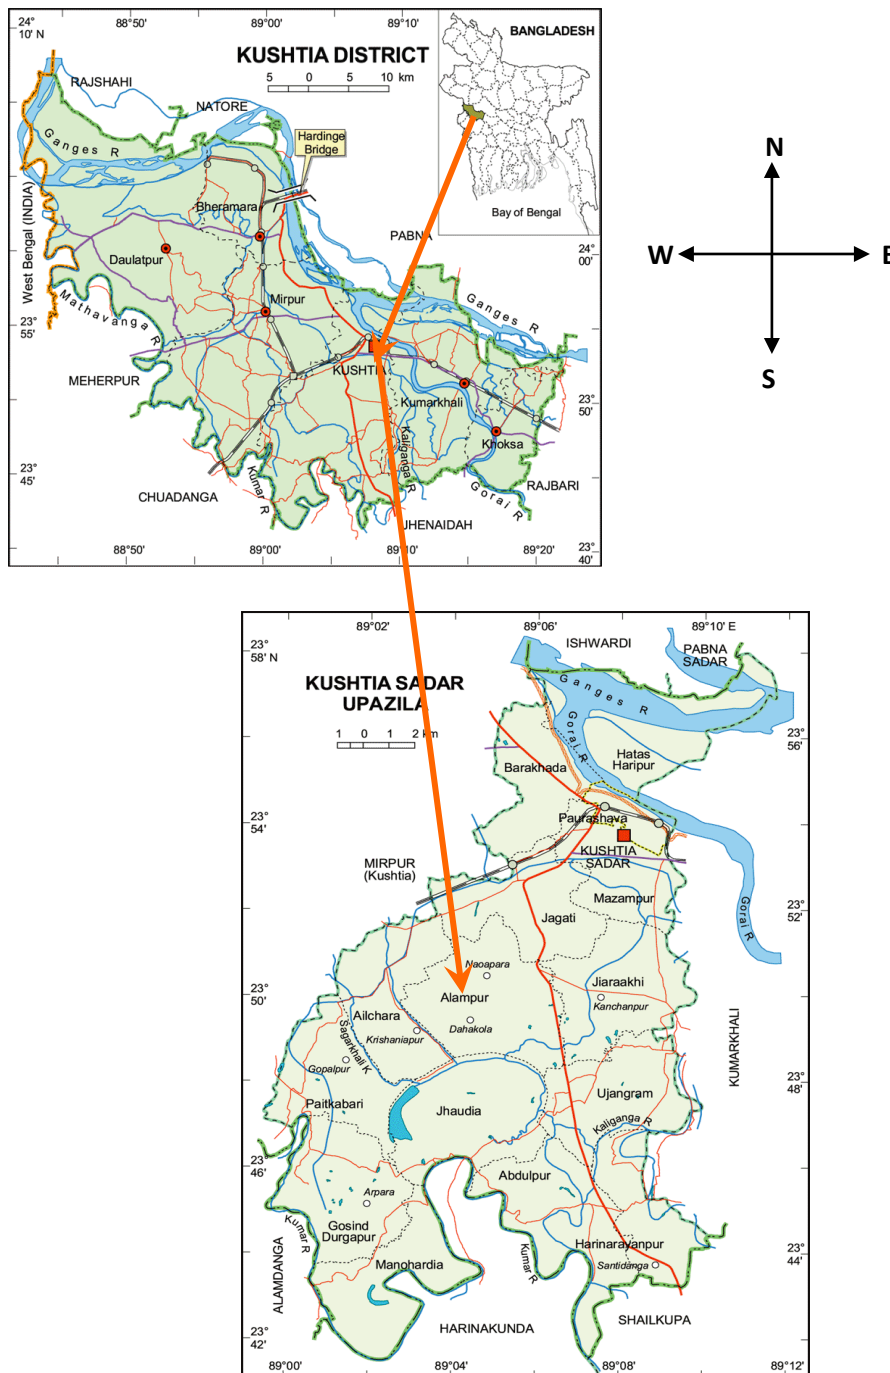 24°
10' N
88°50'
89°00'
89°10'
KUSHTIA DISTRICT
5 0 5 10 km
BANGLADESH
Bay of Bengal
RAJSHAHI
NATORE
Ganges R
Hardinge
Bridge
Bheramara
PABNA
West Bengal (INDIA)
Daulatpur
24°
00'
Mathavanga R
Mirpur
Ganges R
23°
55'
MEHERPUR
KUSHTIA
Kumarkhali
23°
50'
Khoksa
Kaliganga R
23°
45'
Kumar R
Gorai R
RAJBARI
CHUADANGA
JHENAIDAH
88°50'
89°00'
89°10'
89°20'
23°
40'
N
W
E
S
89°02'
89°06'
89°10' E
23°
58' N
ISHWARDI
PABNA
SADAR
KUSHTIA SADAR
UPAZILA
1 0 1 2 km
Ganges R
Gorai R
23°
56'
Hatas
Haripur
Barakhada
23°
54'
Paurashava
KUSHTIA
SADAR
MIRPUR
(Kushtia)
Mazampur
Jagati
23°
52'
Gorai R
Naoapara
Jiaraakhi
23°
50'
Alampur
Kanchanpur
Ailchara
Dahakola
Krishaniapur
Sagarkhali K
Gopalpur
KUMARKHALI
23°
48'
Ujangram
Paitkabari
Jhaudia
Kaliganga R
23°
46'
Abdulpur
Arpara
Gosind
Durgapur
Kumar R
Harinarayanpur
23°
44'
Manohardia
Kumar R
Santidanga
ALAMDANGA
HARINAKUNDA
SHAILKUPA
23°
42'
89°00'
89°04'
89°08'
89°12'